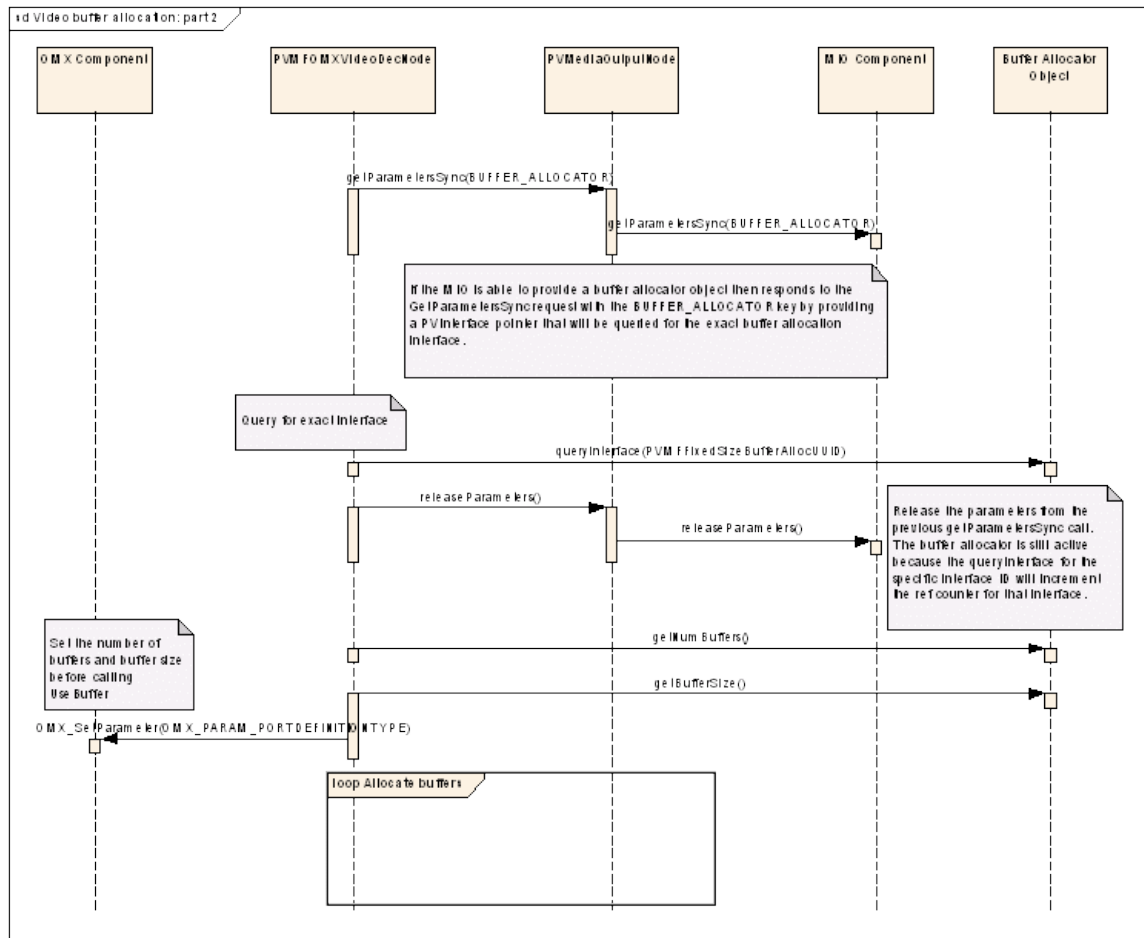 sd Video buffer allocation: part 2
OMX Component
PVMFOMXVideoDecNode
PVMediaOutputNode
MIO Component
Buffer Allocator
Object
getParametersSync(BUFFER_ALLOCATOR)
getParametersSync(BUFFER_ALLOCATOR)
If the MIO is able to provide a buffer allocator object then responds to the
GetParametersSync request with the BUFFER_ALLOCATOR key by providing
a PVInterface pointer that will be queried for the exact buffer allocation
interface.
Query for exact interface
queryInterface(PVMFFixedSizeBufferAllocUUID)
releaseParameters()
releaseParameters()
Release the parameters from the
previous getParametersSync call.
The buffer allocator is still active
because the queryInterface for the
specific interface ID will increment
the refcounter for that interface.
Set the number of
buffers and buffer size
before calling
UseBuffer
getNumBuffers()
getBufferSize()
OMX_SetParameter(OMX_PARAM_PORTDEFINITIONTYPE)
loop Allocate buffers